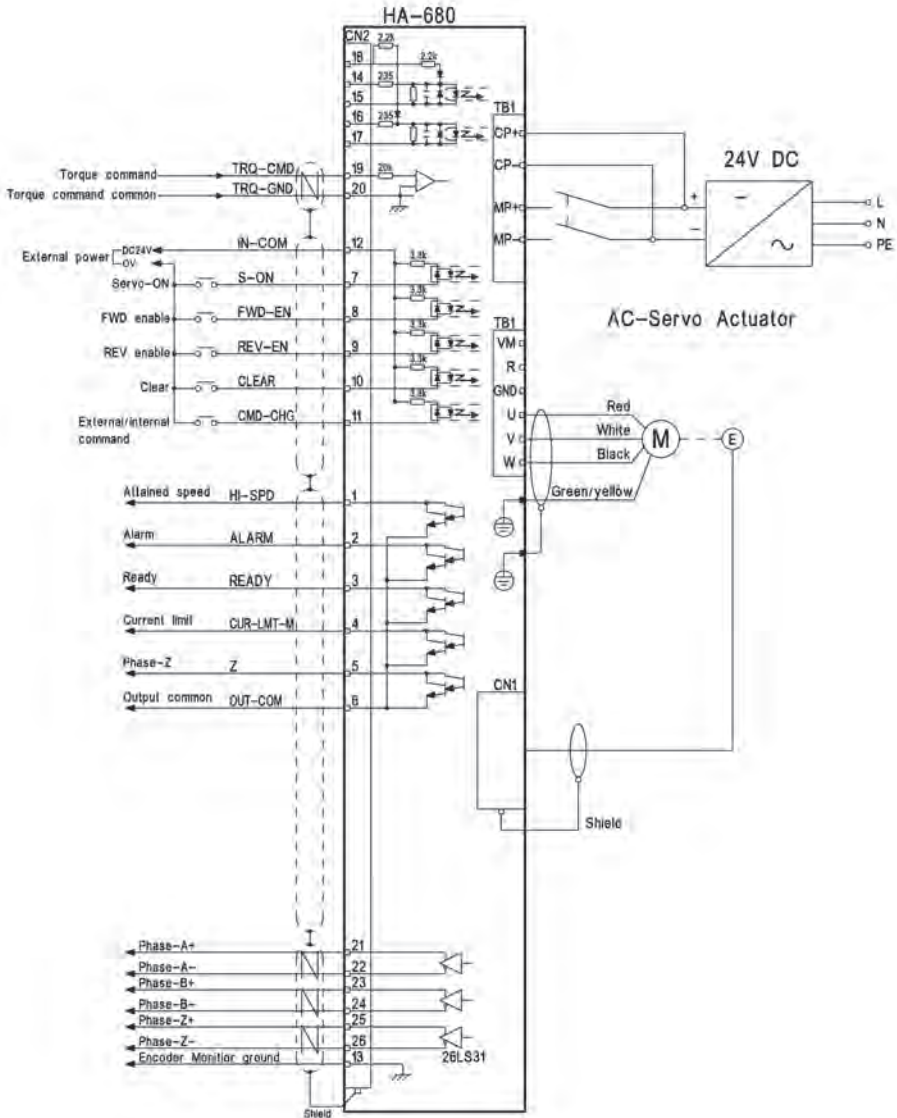 HA-680
CN2
2.2k
18
2.2k
14
235
15
16
235
17
TB1
CP+
CP-
MP+
MP-
24V DC
+
−
L
N
PE
Torque command
TRQ-CMD
19
20k
Torque command common
TRQ-GND
20
External power
DC24V
0V
IN-COM
12
3.8k
Servo-ON
S-ON
7
3.8k
FWD enable
FWD-EN
8
3.3k
REV enable
REV-EN
9
3.3k
Clear
CLEAR
10
3.8k
External/internal
command
CMD-CHG
11
AC-Servo Actuator
TB1
VM
R
GND
U
V
W
Red
White
Black
Green/yellow
M
E
Attained speed
HI-SPD
1
Alarm
ALARM
2
Ready
READY
3
Current limit
CUR-LMT-M
4
Phase-Z
Z
5
Output common
OUT-COM
6
CN1
Shield
Phase-A+
21
Phase-A-
22
Phase-B+
23
Phase-B-
24
Phase-Z+
25
Phase-Z-
26
Encoder Monitior ground
13
26LS31
Shield